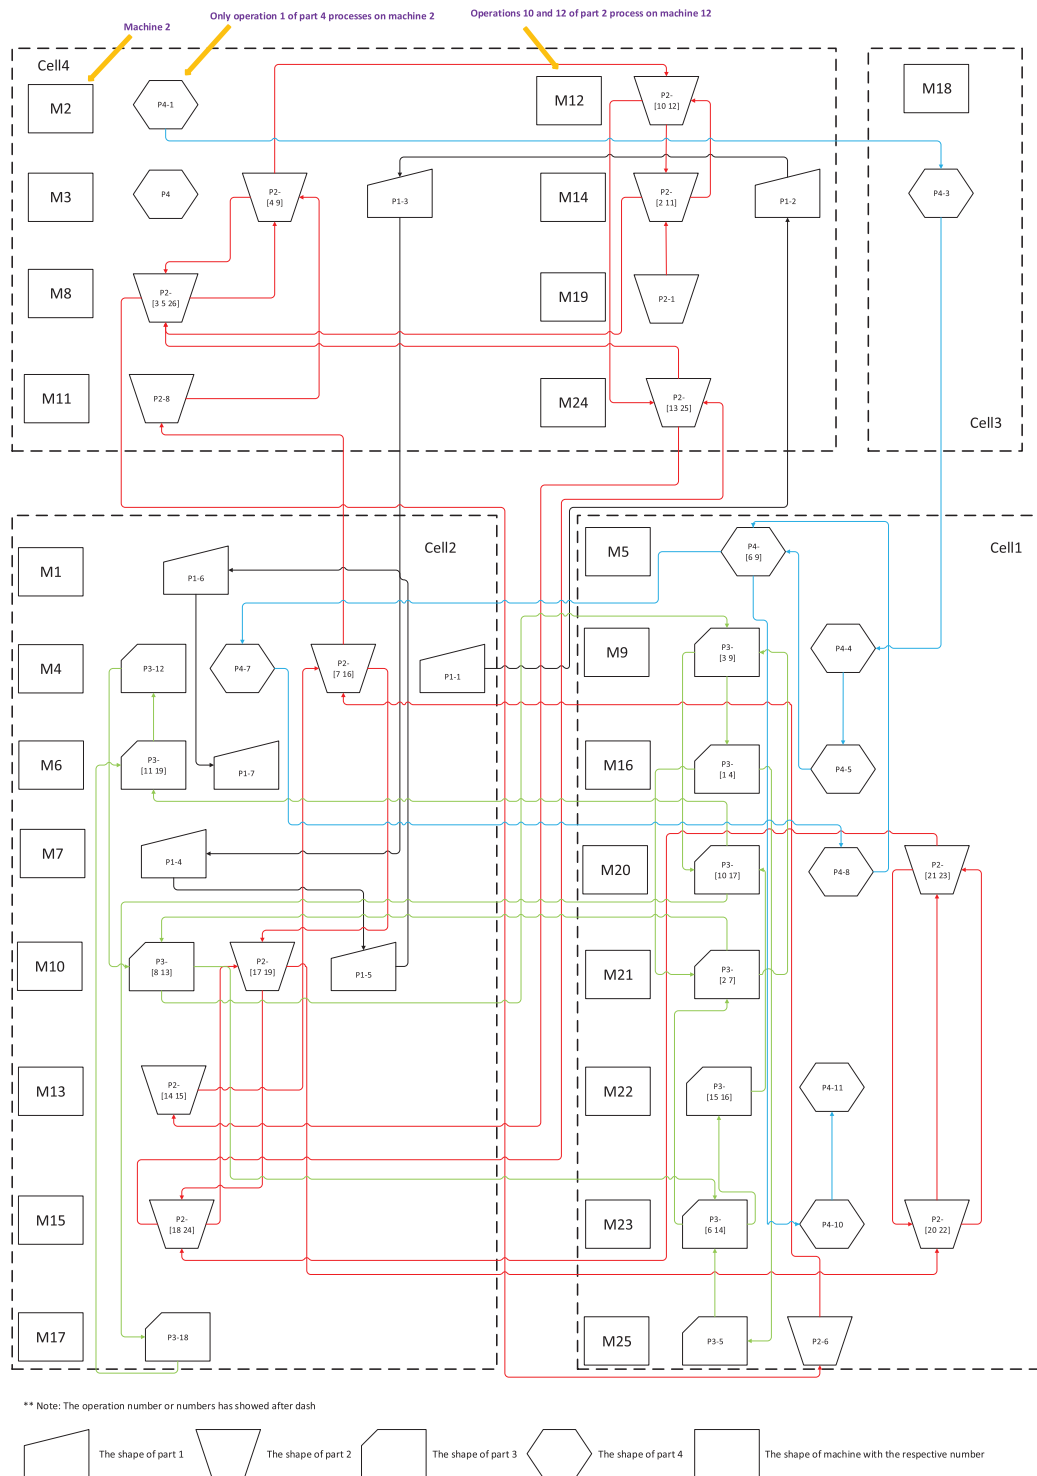 Machine 2
Only operation 1 of part 4 processes on machine 2
Operations 10 and 12 of part 2 process on machine 12
Cell4
M2
P4-1
M12
P2-
[10 12]
M18
M3
P4
P2-
[4 9]
P1-3
M14
P2-
[2 11]
P1-2
P4-3
M8
P2-
[3 5 26]
M19
P2-1
M11
P2-8
M24
P2-
[13 25]
Cell3
Cell2
Cell1
M1
P1-6
M5
P4-
[6 9]
M4
P3-12
P4-7
P2-
[7 16]
P1-1
M9
P3-
[3 9]
P4-4
M6
P3-
[11 19]
P1-7
M16
P3-
[1 4]
P4-5
M7
P1-4
M20
P3-
[10 17]
P4-8
P2-
[21 23]
M10
P3-
[8 13]
P2-
[17 19]
P1-5
M21
P3-
[2 7]
M13
P2-
[14 15]
M22
P3-
[15 16]
P4-11
M15
P2-
[18 24]
M23
P3-
[6 14]
P4-10
P2-
[20 22]
M17
P3-18
M25
P3-5
P2-6
** Note: The operation number or numbers has showed after dash
The shape of part 1
The shape of part 2
The shape of part 3
The shape of part 4
The shape of machine with the respective number